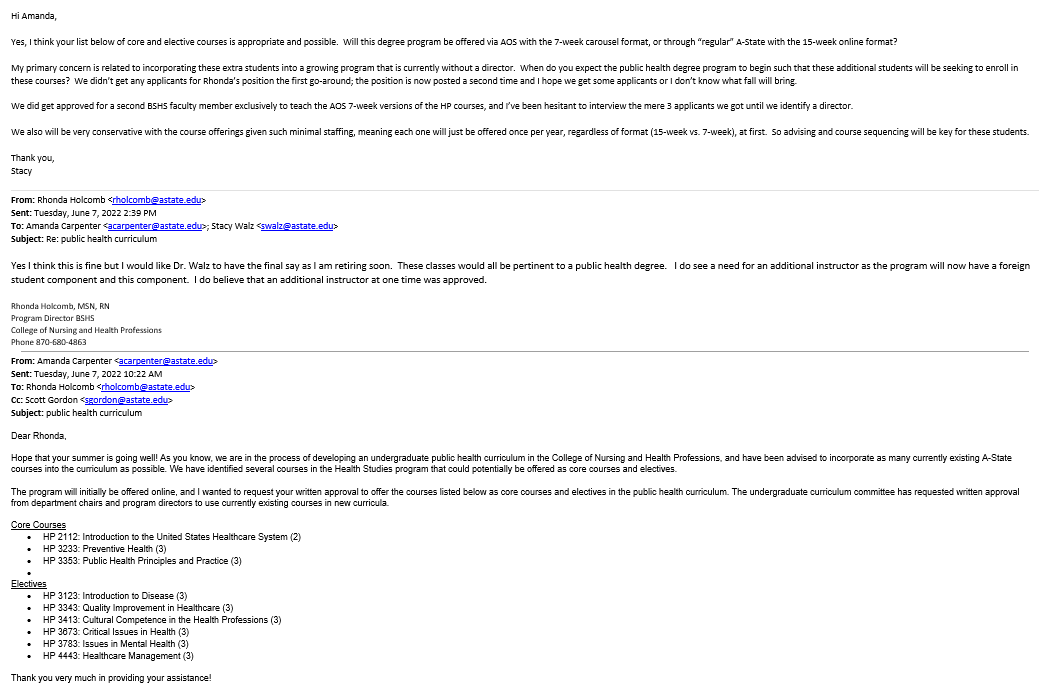 Hi Amanda,
Yes, I think your list below of core and elective courses is appropriate and possible.  Will this degree program be offered via AOS with the 7-week carousel format, or through “regular” A-State with the 15-week online format?
My primary concern is related to incorporating these extra students into a growing program that is currently without a director.  When do you expect the public health degree program to begin such that these additional students will be seeking to enroll in
these courses?  We didn't get any applicants for Rhonda's position the first go-around; the position is now posted a second time and I hope we get some applicants or I don't know what fall will bring.
We did get approved for a second BSHS faculty member exclusively to teach the AOS 7-week versions of the HP courses, and I've been hesitant to interview the mere 3 applicants we got until we identify a director.
We also will be very conservative with the course offerings given such minimal staffing, meaning each one will just be offered once per year, regardless of format (15-week vs. 7-week), at first.  So advising and course sequencing will be key for these students.
Thank you,
Stacy
From: Rhonda Holcomb <rholcomb@astate.edu>
Sent: Tuesday, June 7, 2022 2:39 PM
To: Amanda Carpenter <acarpenter@astate.edu>; Stacy Walz <swalz@astate.edu>
Subject: Re: public health curriculum
Yes I think this is fine but I would like Dr. Walz to have the final say as I am retiring soon.  These classes would all be pertinent to a public health degree.   I do see a need for an additional instructor as the program will now have a foreign
student component and this component.  I do believe that an additional instructor at one time was approved.
Rhonda Holcomb, MSN, RN
Program Director BSHS
College of Nursing and Health Professions
Phone 870-680-4863
From: Amanda Carpenter <acarpenter@astate.edu>
Sent: Tuesday, June 7, 2022 10:22 AM
To: Rhonda Holcomb <rholcomb@astate.edu>
Cc: Scott Gordon <sgordon@astate.edu>
Subject: public health curriculum
Dear Rhonda,
Hope that your summer is going well! As you know, we are in the process of developing an undergraduate public health curriculum in the College of Nursing and Health Professions, and have been advised to incorporate as many currently existing A-State
courses into the curriculum as possible. We have identified several courses in the Health Studies program that could potentially be offered as core courses and electives.
The program will initially be offered online, and I wanted to request your written approval to offer the courses listed below as core courses and electives in the public health curriculum. The undergraduate curriculum committee has requested written approval
from department chairs and program directors to use currently existing courses in new curricula.
Core Courses
• HP 2112: Introduction to the United States Healthcare System (2)
• HP 3233: Preventive Health (3)
• HP 3353: Public Health Principles and Practice (3)
•
Electives
• HP 3123: Introduction to Disease (3)
• HP 3343: Quality Improvement in Healthcare (3)
• HP 3413: Cultural Competence in the Health Professions (3)
• HP 3673: Critical Issues in Health (3)
• HP 3783: Issues in Mental Health (3)
• HP 4443: Healthcare Management (3)
Thank you very much in providing your assistance!